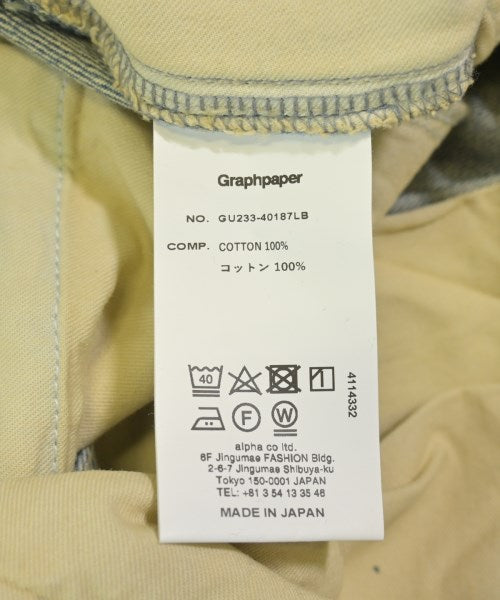 Graphpaper
NO. GU233-40187LB
COMP. COTTON 100%
コットン 100%
40
F
W
4114332
alpha co ltd.
6F Jingumae FASHION Bldg.
2-6-7 Jingumae Shibuya-ku
Tokyo 150-0001 JAPAN
TEL: +81 3 54 13 35 46
MADE IN JAPAN